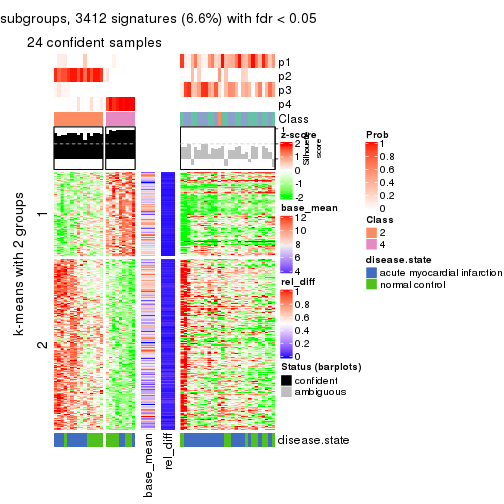 subgroups, 3412 signatures (6.6%) with fdr < 0.05
24 confident samples
p1
p2
p3
p4
Class
1
Silhouette
score
k-means with 2 groups
1
2
z-score
2
1
0
-1
-2
base_mean
12
10
8
6
4
rel_diff
1
0.8
0.6
0.4
0.2
0
Status (barplots)
confident
ambiguous
Prob
1
0.8
0.6
0.4
0.2
0
Class
2
4
disease.state
acute myocardial infarction
normal control
disease.state
base_mean
rel_diff